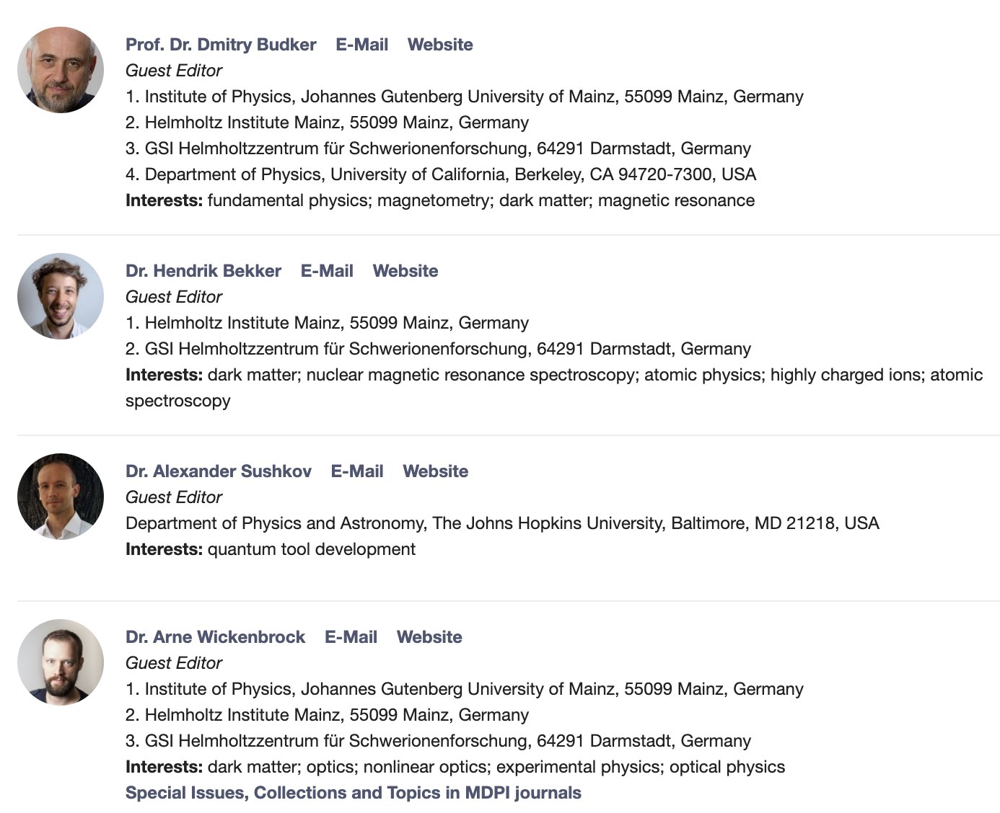 Prof. Dr. Dmitry Budker E-Mail Website
Guest Editor
1. Institute of Physics, Johannes Gutenberg University of Mainz, 55099 Mainz, Germany
2. Helmholtz Institute Mainz, 55099 Mainz, Germany
3. GSI Helmholtzzentrum für Schwerionenforschung, 64291 Darmstadt, Germany
4. Department of Physics, University of California, Berkeley, CA 94720-7300, USA
Interests: fundamental physics; magnetometry; dark matter; magnetic resonance
Dr. Hendrik Bekker E-Mail Website
Guest Editor
1. Helmholtz Institute Mainz, 55099 Mainz, Germany
2. GSI Helmholtzzentrum für Schwerionenforschung, 64291 Darmstadt, Germany
Interests: dark matter; nuclear magnetic resonance spectroscopy; atomic physics; highly charged ions; atomic
spectroscopy
Dr. Alexander Sushkov E-Mail Website
Guest Editor
Department of Physics and Astronomy, The Johns Hopkins University, Baltimore, MD 21218, USA
Interests: quantum tool development
Dr. Arne Wickenbrock E-Mail Website
Guest Editor
1. Institute of Physics, Johannes Gutenberg University of Mainz, 55099 Mainz, Germany
2. Helmholtz Institute Mainz, 55099 Mainz, Germany
3. GSI Helmholtzzentrum für Schwerionenforschung, 64291 Darmstadt, Germany
Interests: dark matter; optics; nonlinear optics; experimental physics; optical physics
Special Issues, Collections and Topics in MDPI journals